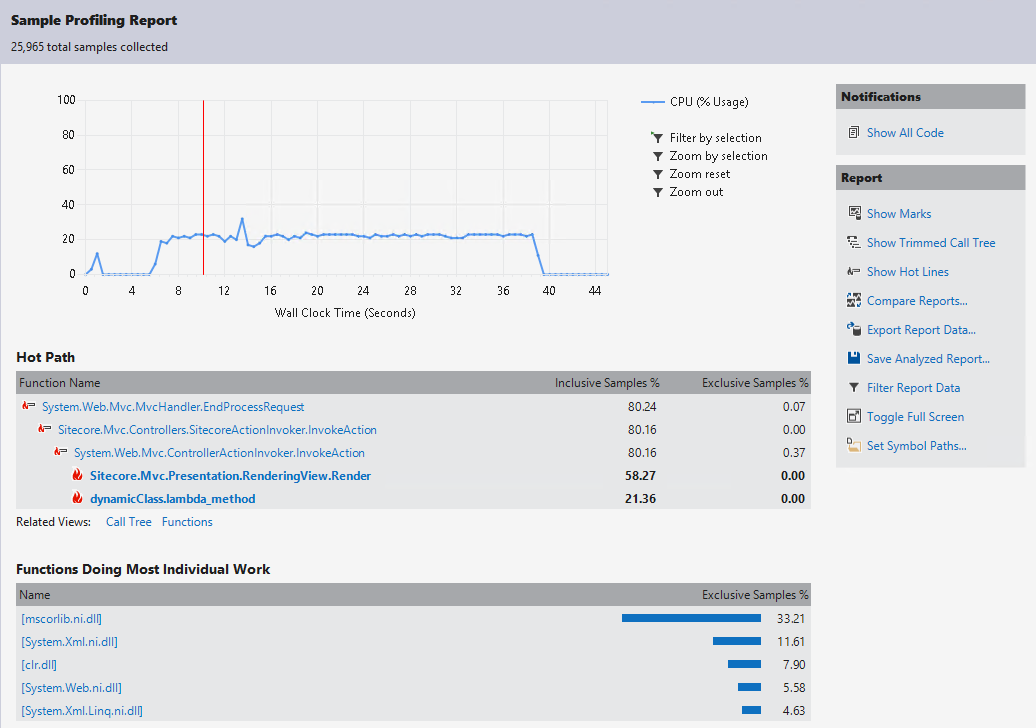 Sample Profiling Report
25,965 total samples collected
100
80
60
40
20
0
0 4 8 12 16 20 24 28 32 36 40 44
Wall Clock Time (Seconds)
CPU (% Usage)
Filter by selection
Zoom by selection
Zoom reset
Zoom out
Hot Path
Function Name Inclusive Samples % Exclusive Samples %
System.Web.Mvc.MvcHandler.EndProcessRequest 80.24 0.07
Sitecore.Mvc.Controllers.SitecoreActionInvoker.InvokeAction 80.16 0.00
System.Web.Mvc.ControllerActionInvoker.InvokeAction 80.16 0.37
Sitecore.Mvc.Presentation.RenderingView.Render 58.27 0.00
dynamicClass.lambda_method 21.36 0.00
Related Views: Call Tree Functions
Functions Doing Most Individual Work
Name Exclusive Samples %
[mscorlib.ni.dll] 33.21
[System.Xml.ni.dll] 11.61
[clr.dll] 7.90
[System.Web.ni.dll] 5.58
[System.Xml.Linq.ni.dll] 4.63
Notifications
Show All Code
Report
Show Marks
Show Trimmed Call Tree
Show Hot Lines
Compare Reports...
Export Report Data...
Save Analyzed Report...
Filter Report Data
Toggle Full Screen
Set Symbol Paths...